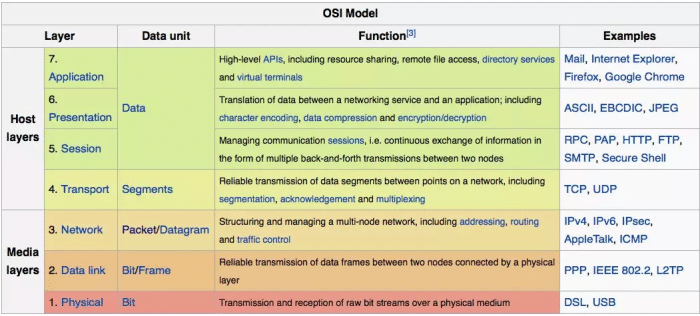 OSI Model
Layer Data unit Function[3] Examples
Host layers
7. Application
Data
High-level APIs, including resource sharing, remote file access, directory services
and virtual terminals
Mail, Internet Explorer,
Firefox, Google Chrome
6. Presentation
Translation of data between a networking service and an application; including
character encoding, data compression and encryption/decryption
ASCII, EBCDIC, JPEG
5. Session
Managing communication sessions, i.e. continuous exchange of information in
the form of multiple back-and-forth transmissions between two nodes
RPC, PAP, HTTP, FTP,
SMTP, Secure Shell
4. Transport
Segments
Reliable transmission of data segments between points on a network, including
segmentation, acknowledgement and multiplexing
TCP, UDP
Media layers
3. Network
Packet/Datagram
Structuring and managing a multi-node network, including addressing, routing
and traffic control
IPv4, IPv6, IPsec,
AppleTalk, ICMP
2. Data link
Bit/Frame
Reliable transmission of data frames between two nodes connected by a physical
layer
PPP, IEEE 802.2, L2TP
1. Physical
Bit
Transmission and reception of raw bit streams over a physical medium
DSL, USB